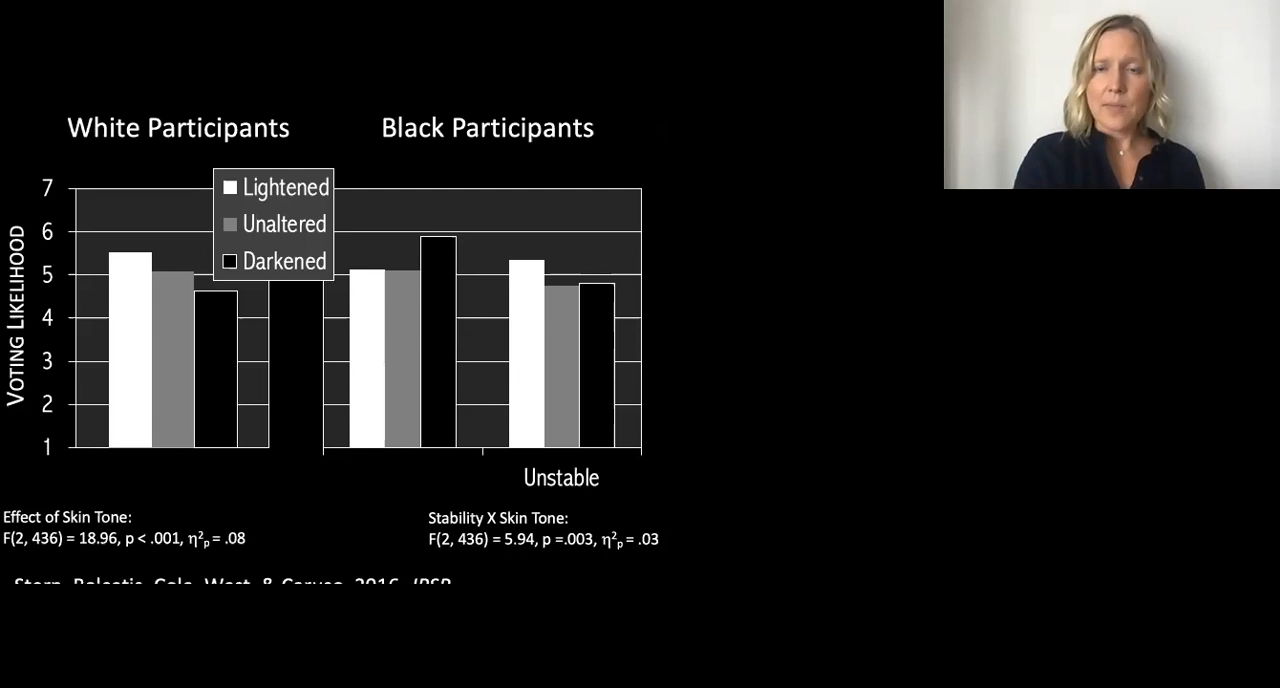 White Participants
Black Participants
Lightened
Unaltered
Darkened
7
6
5
4
3
2
1
VOTING LIKELIHOOD
Unstable
Effect of Skin Tone:
F(2, 436) = 18.96, p < .001, η²ₚ = .08
Stability X Skin Tone:
F(2, 436) = 5.94, p =.003, η²ₚ = .03